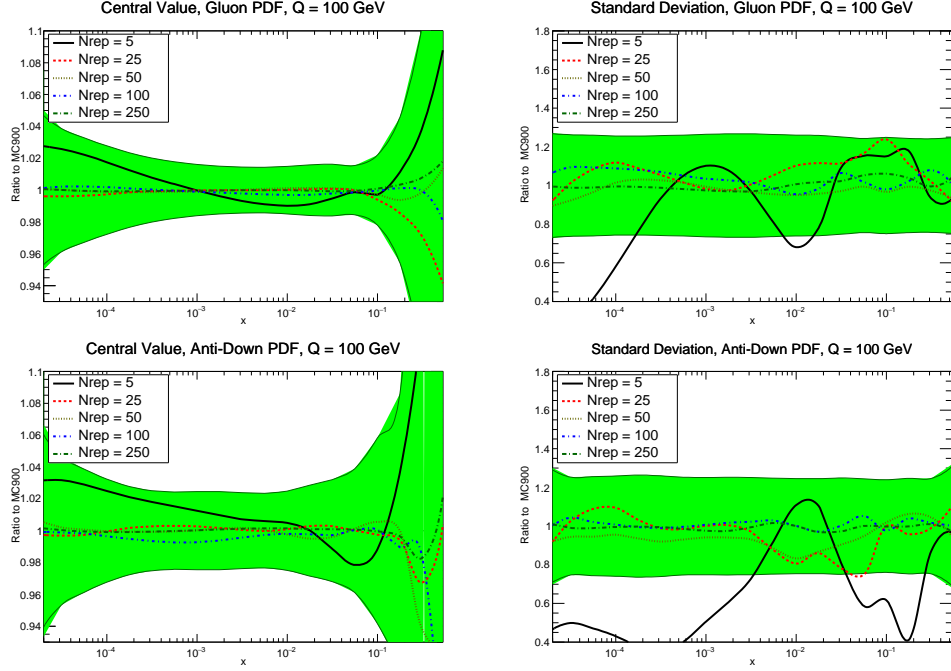 Central Value, Gluon PDF, Q = 100 GeV
Ratio to MC900
1.1
1.08
1.06
1.04
1.02
1
0.98
0.96
0.94
Nrep = 5
Nrep = 25
Nrep = 50
Nrep = 100
Nrep = 250
10⁻⁴
10⁻³
10⁻²
10⁻¹
x
Standard Deviation, Gluon PDF, Q = 100 GeV
Ratio to MC900
1.8
1.6
1.4
1.2
1
0.8
0.6
0.4
Nrep = 5
Nrep = 25
Nrep = 50
Nrep = 100
Nrep = 250
10⁻⁴
10⁻³
10⁻²
10⁻¹
x
Central Value, Anti-Down PDF, Q = 100 GeV
Ratio to MC900
1.1
1.08
1.06
1.04
1.02
1
0.98
0.96
0.94
Nrep = 5
Nrep = 25
Nrep = 50
Nrep = 100
Nrep = 250
10⁻⁴
10⁻³
10⁻²
10⁻¹
x
Standard Deviation, Anti-Down PDF, Q = 100 GeV
Ratio to MC900
1.8
1.6
1.4
1.2
1
0.8
0.6
0.4
Nrep = 5
Nrep = 25
Nrep = 50
Nrep = 100
Nrep = 250
10⁻⁴
10⁻³
10⁻²
10⁻¹
x